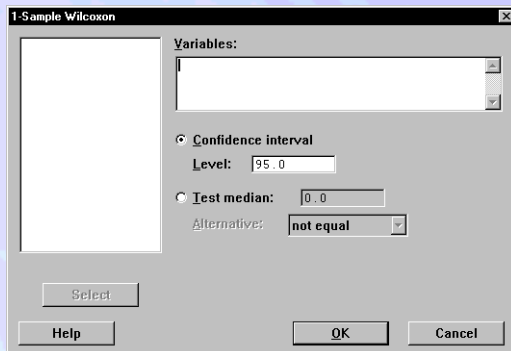 1-Sample Wilcoxon
Variables:
Confidence interval
Level: 95.0
Test median: 0.0
Alternative: not equal
Select
Help OK Cancel